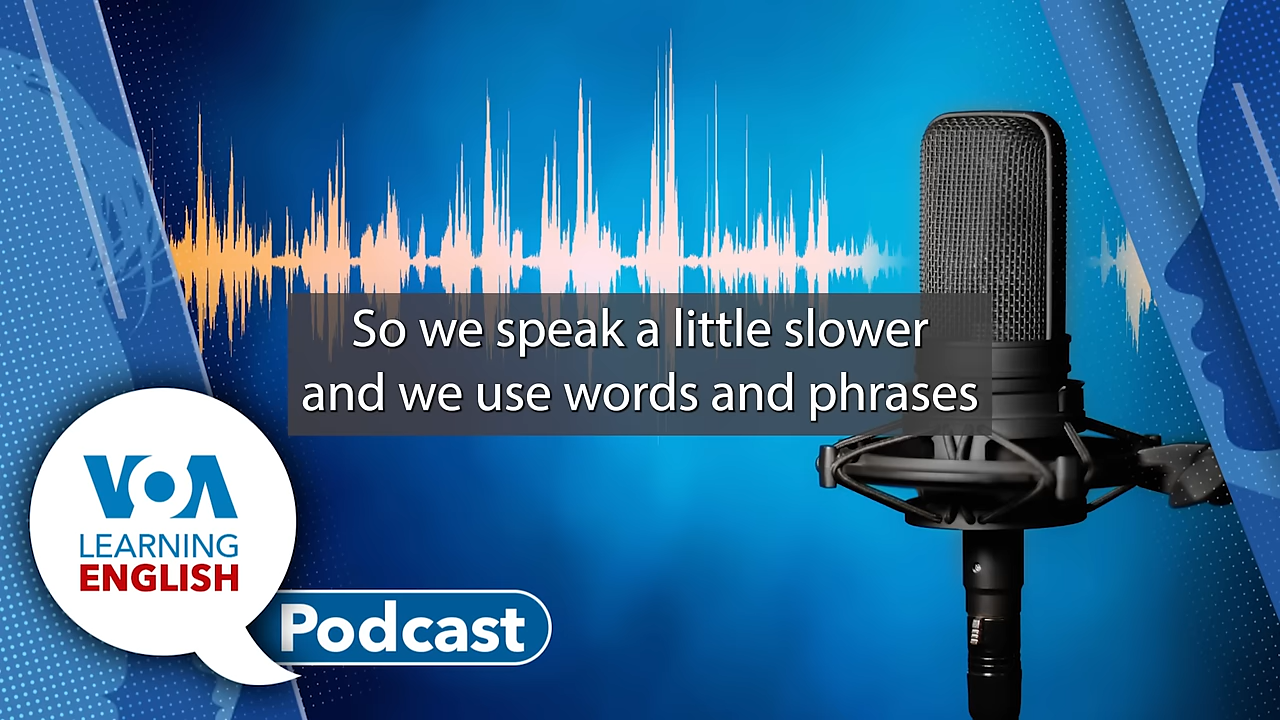 So we speak a little slower
and we use words and phrases
VOA
LEARNING
ENGLISH
Podcast